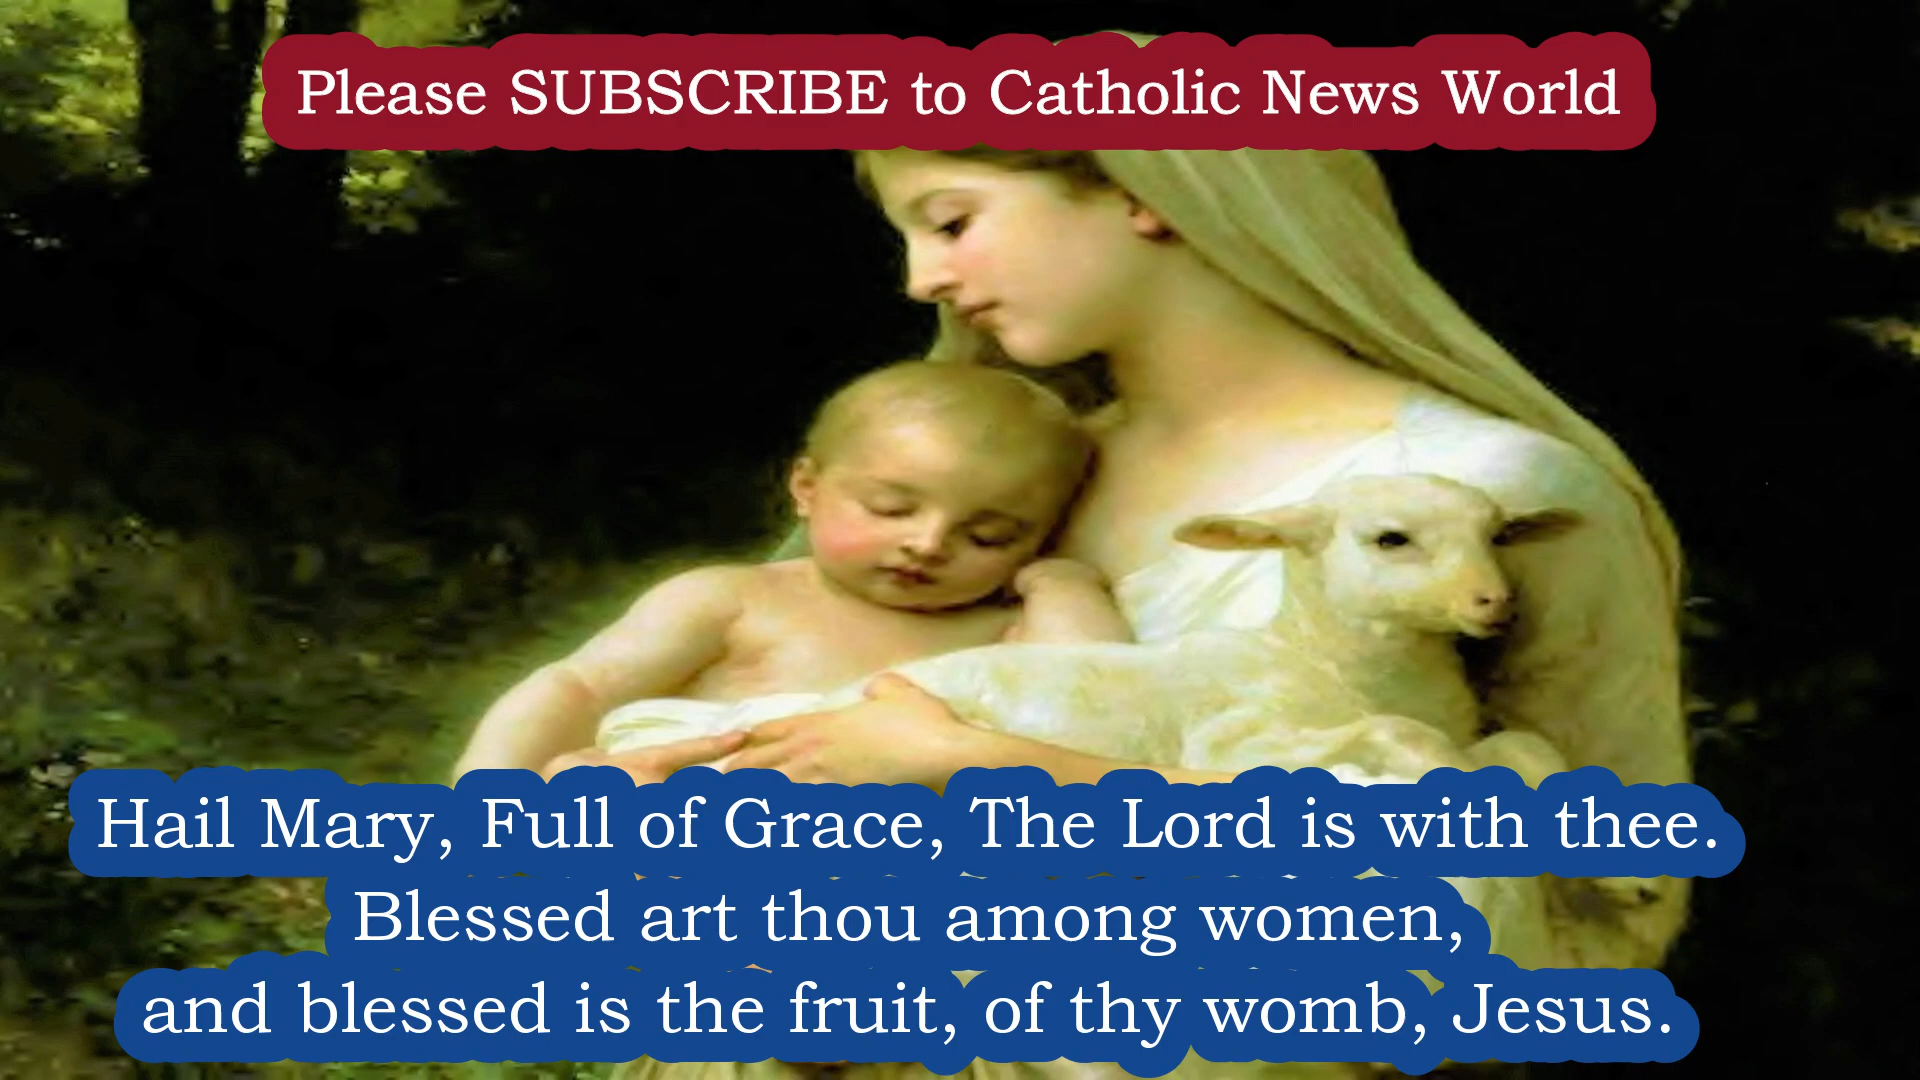 Please SUBSCRIBE to Catholic News World
Hail Mary, Full of Grace, The Lord is with thee.
Blessed art thou among women,
and blessed is the fruit, of thy womb, Jesus.